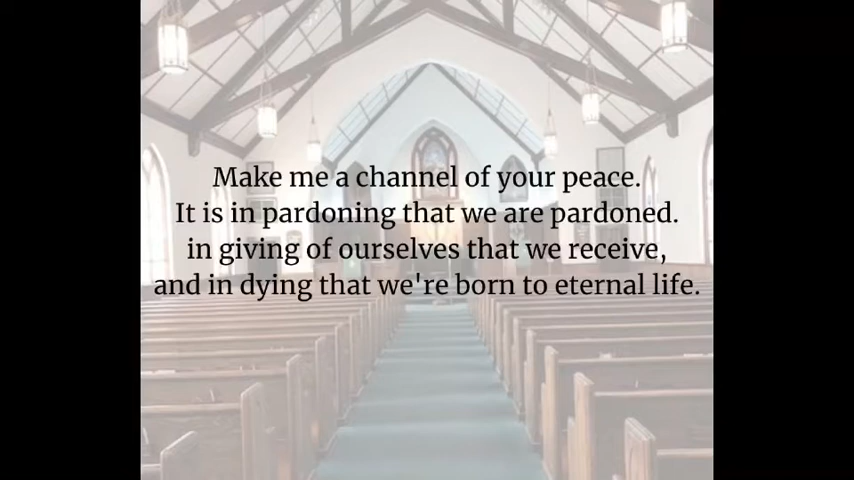 Make me a channel of your peace.
It is in pardoning that we are pardoned.
in giving of ourselves that we receive,
and in dying that we're born to eternal life.